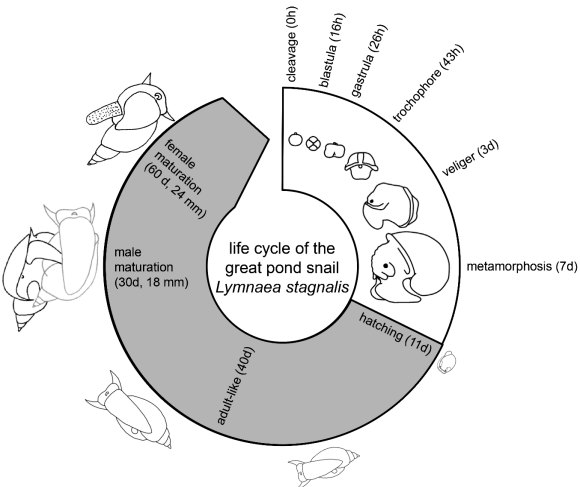 cleavage (0h)
blastula (16h)
gastrula (26h)
trochophore (43h)
veliger (3d)
metamorphosis (7d)
hatching (11d)
adult-like (40d)
male
maturation
(30d, 18 mm)
female
maturation
(60 d, 24 mm)
life cycle of the
great pond snail
Lymnaea stagnalis